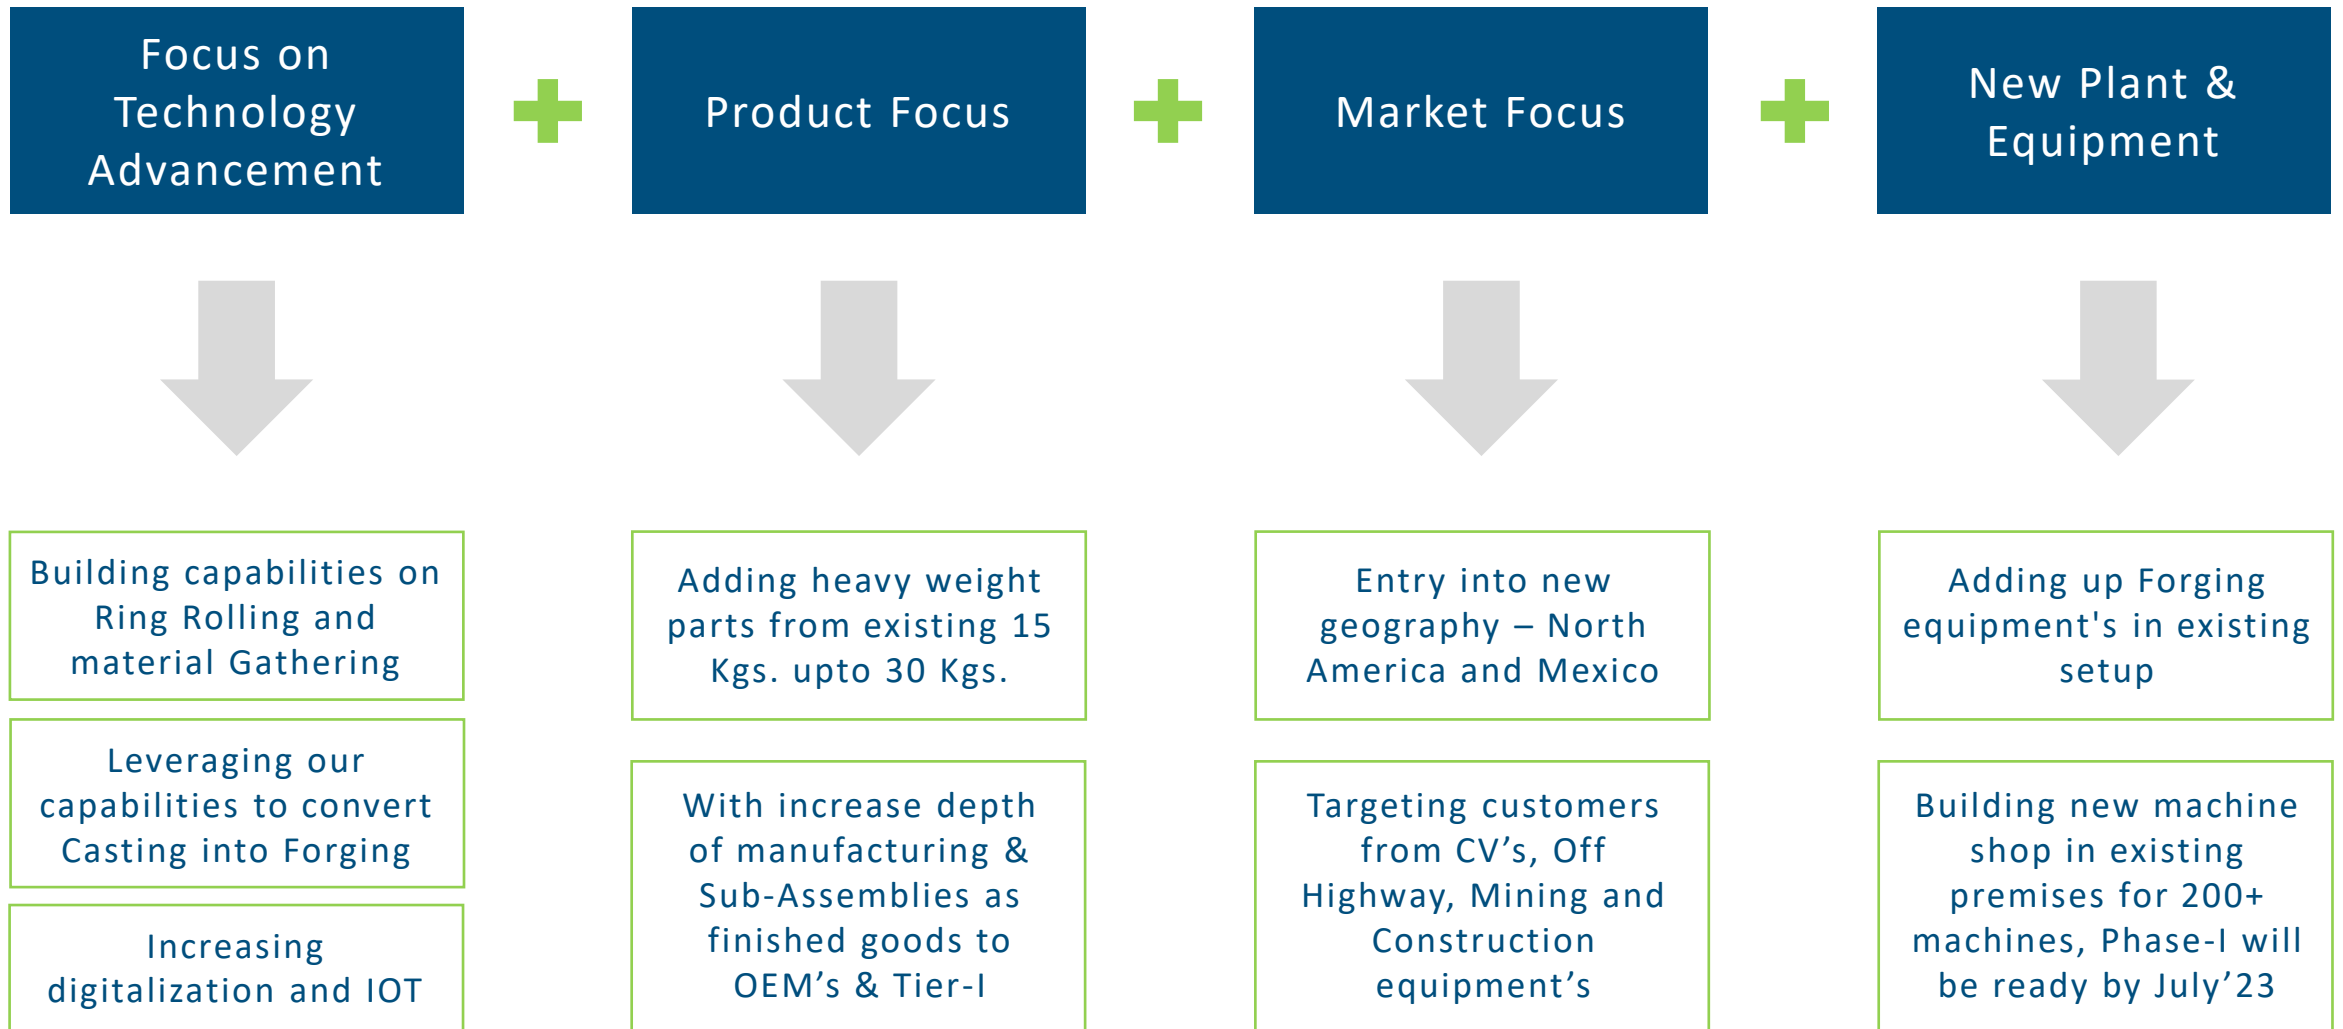 Focus on
Technology
Advancement
Product Focus
Market Focus
New Plant &
Equipment
Building capabilities on
Ring Rolling and
material Gathering
Leveraging our
capabilities to convert
Casting into Forging
Increasing
digitalization and IOT
Adding heavy weight
parts from existing 15
Kgs. upto 30 Kgs.
With increase depth
of manufacturing &
Sub-Assemblies as
finished goods to
OEM's & Tier-I
Entry into new
geography – North
America and Mexico
Targeting customers
from CV’s, Off
Highway, Mining and
Construction
equipment’s
Adding up Forging
equipment's in existing
setup
Building new machine
shop in existing
premises for 200+
machines, Phase-I will
be ready by July’23